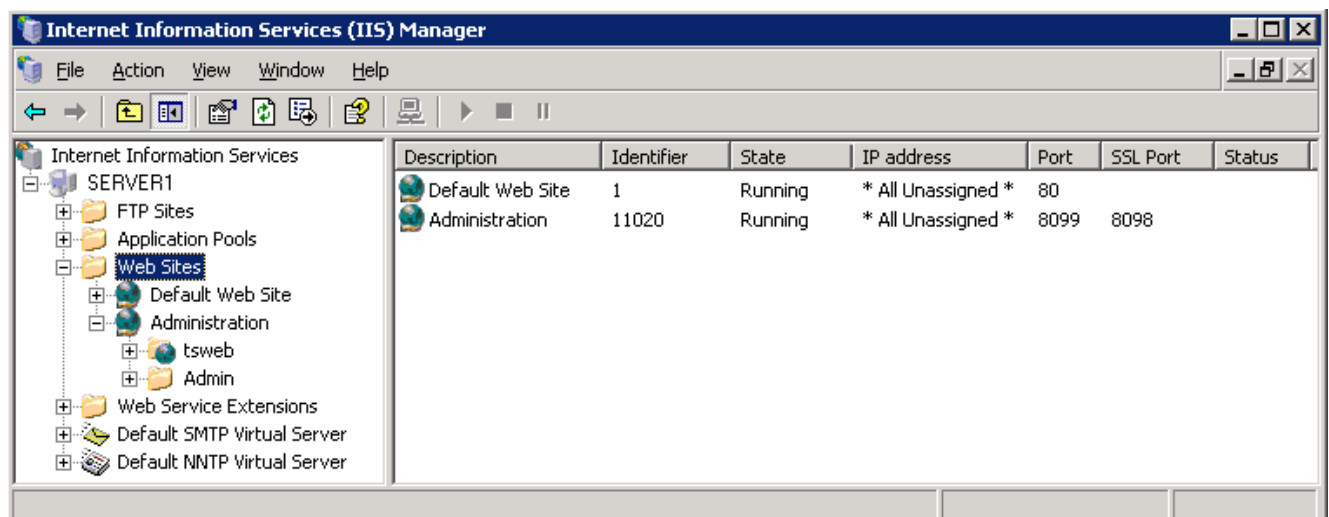 Internet Information Services (IIS) Manager
File Action View Window Help
Internet Information Services
SERVER1
FTP Sites
Application Pools
Web Sites
Default Web Site
Administration
tsweb
Admin
Web Service Extensions
Default SMTP Virtual Server
Default NNTP Virtual Server
Description Identifier State IP address Port SSL Port Status
Default Web Site 1 Running * All Unassigned * 80
Administration 11020 Running * All Unassigned * 8099 8098